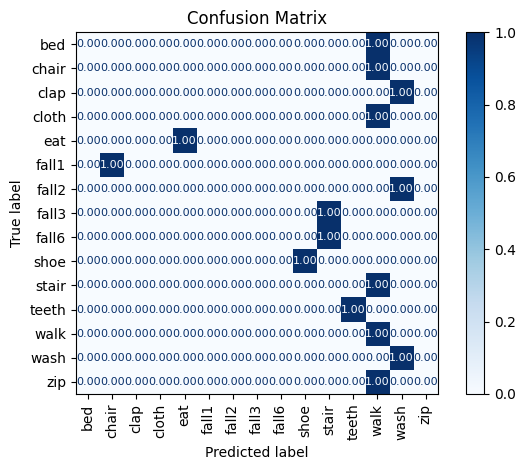 Confusion Matrix
bed 0.00 0.00 0.00 0.00 0.00 0.00 0.00 0.00 0.00 0.00 0.00 0.00 1.00 0.00 0.00 1.0
chair 0.00 0.00 0.00 0.00 0.00 0.00 0.00 0.00 0.00 0.00 0.00 0.00 1.00 0.00 0.00
clap 0.00 0.00 0.00 0.00 0.00 0.00 0.00 0.00 0.00 0.00 0.00 0.00 0.00 1.00 0.00
cloth 0.00 0.00 0.00 0.00 0.00 0.00 0.00 0.00 0.00 0.00 0.00 0.00 1.00 0.00 0.00 0.8
eat 0.00 0.00 0.00 0.00 1.00 0.00 0.00 0.00 0.00 0.00 0.00 0.00 0.00 0.00 0.00
fall1 0.00 1.00 0.00 0.00 0.00 0.00 0.00 0.00 0.00 0.00 0.00 0.00 0.00 0.00 0.00
fall2 0.00 0.00 0.00 0.00 0.00 0.00 0.00 0.00 0.00 0.00 0.00 0.00 0.00 1.00 0.00 0.6
True label
fall3 0.00 0.00 0.00 0.00 0.00 0.00 0.00 0.00 0.00 0.00 1.00 0.00 0.00 0.00 0.00
fall6 0.00 0.00 0.00 0.00 0.00 0.00 0.00 0.00 0.00 0.00 1.00 0.00 0.00 0.00 0.00
shoe 0.00 0.00 0.00 0.00 0.00 0.00 0.00 0.00 0.00 1.00 0.00 0.00 0.00 0.00 0.00 0.4
stair 0.00 0.00 0.00 0.00 0.00 0.00 0.00 0.00 0.00 0.00 0.00 0.00 1.00 0.00 0.00
teeth 0.00 0.00 0.00 0.00 0.00 0.00 0.00 0.00 0.00 0.00 0.00 1.00 0.00 0.00 0.00
walk 0.00 0.00 0.00 0.00 0.00 0.00 0.00 0.00 0.00 0.00 0.00 0.00 1.00 0.00 0.00 0.2
wash 0.00 0.00 0.00 0.00 0.00 0.00 0.00 0.00 0.00 0.00 0.00 0.00 0.00 1.00 0.00
zip 0.00 0.00 0.00 0.00 0.00 0.00 0.00 0.00 0.00 0.00 0.00 0.00 1.00 0.00 0.00 0.0
bed chair clap cloth eat fall1 fall2 fall3 fall6 shoe stair teeth walk wash zip
Predicted label